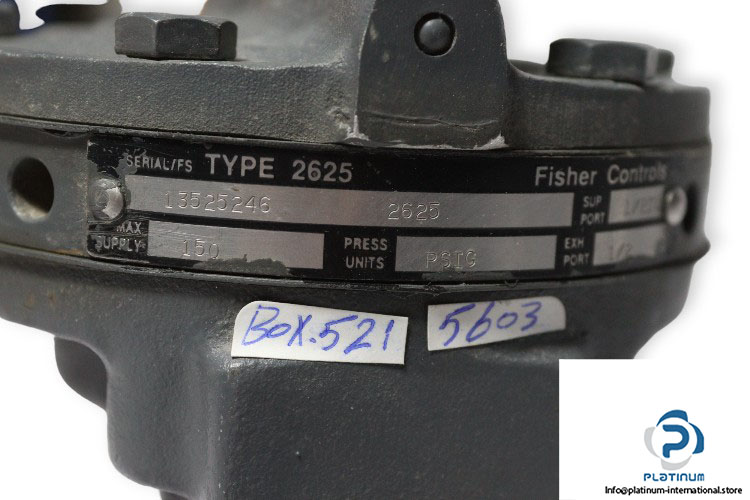 SERIAL/FS TYPE 2625 Fisher Controls
13525246 2625 SUP PORT
MAX SUPPLY 150 PRESS UNITS PSIG EXH PORT
BOX.521 5603
PLATINUM
Info@platinum-international.store